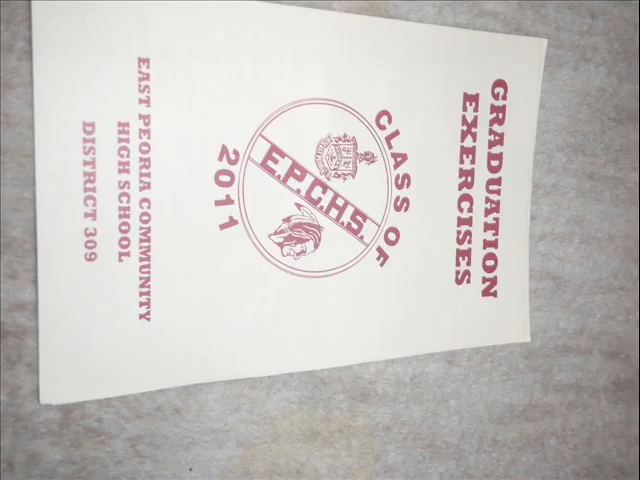 GRADUATION
EXERCISES
CLASS OF
E.P.C.H.S.
2011
EAST PEORIA COMMUNITY
HIGH SCHOOL
DISTRICT 309